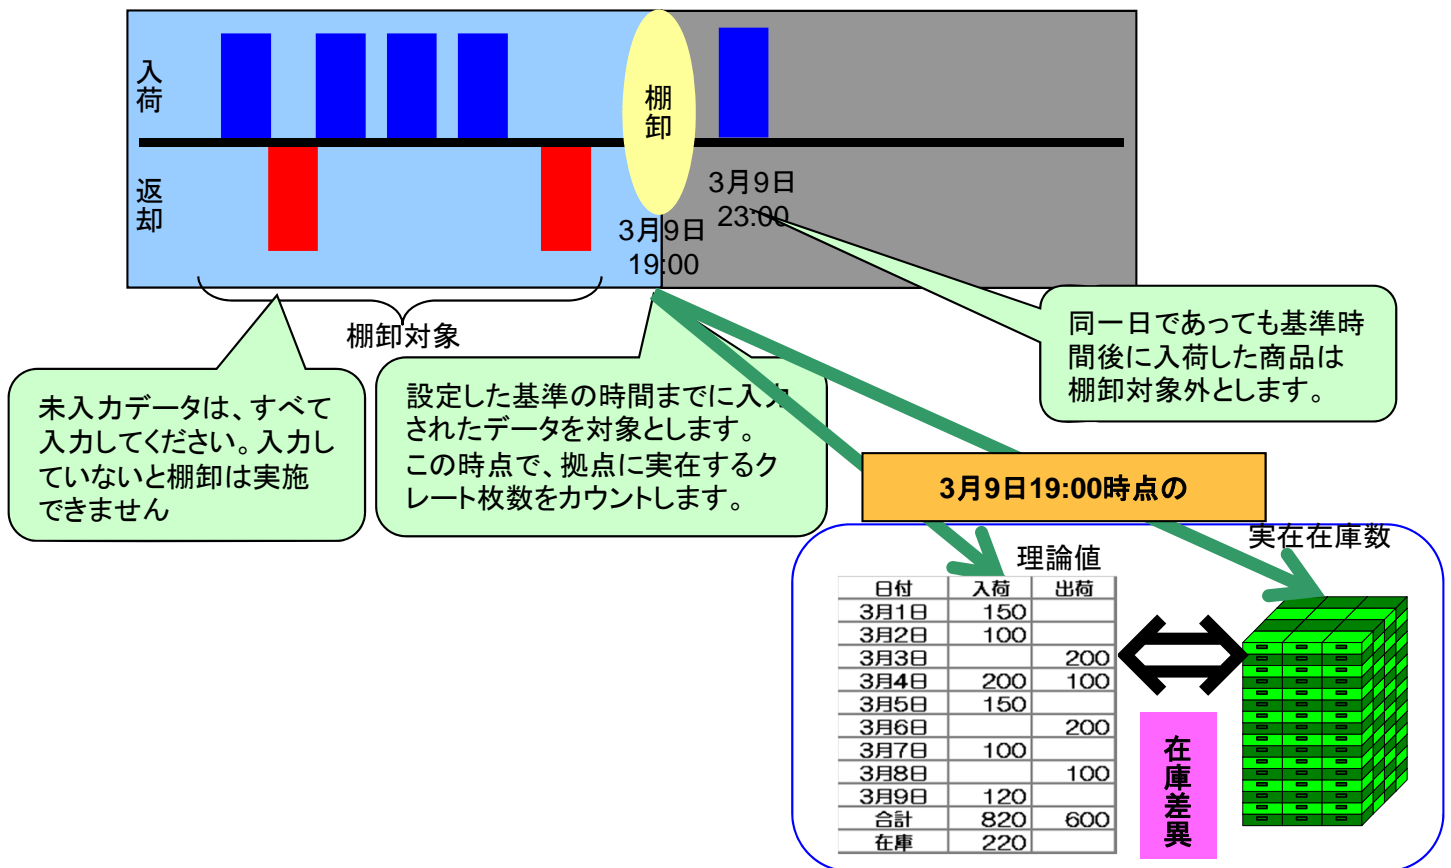 入荷
返却
棚卸
3月9日
23:00
3月9日
19:00
棚卸対象
未入力データは、すべて
入力してください。入力し
ていないと棚卸は実施
できません
設定した基準の時間までに入力
されたデータを対象とします。
この時点で、拠点に実在するク
レート枚数をカウントします。
同一日であっても基準時
間後に入荷した商品は
棚卸対象外とします。
3月9日19:00時点の
理論値
実在在庫数
日付 入荷 出荷
3月1日 150
3月2日 100
3月3日 200
3月4日 200 100
3月5日 150
3月6日 200
3月7日 100
3月8日 100
3月9日 120
合計 820 600
在庫 220
在庫差異